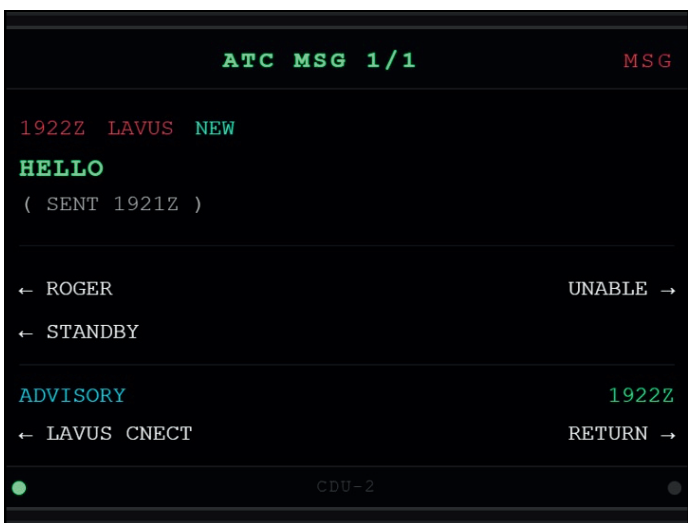 ATC MSG 1/1 MSG
1922Z LAVUS NEW
HELLO
( SENT 1921Z )
← ROGER UNABLE →
← STANDBY
ADVISORY 1922Z
← LAVUS CNECT RETURN →
CDU-2